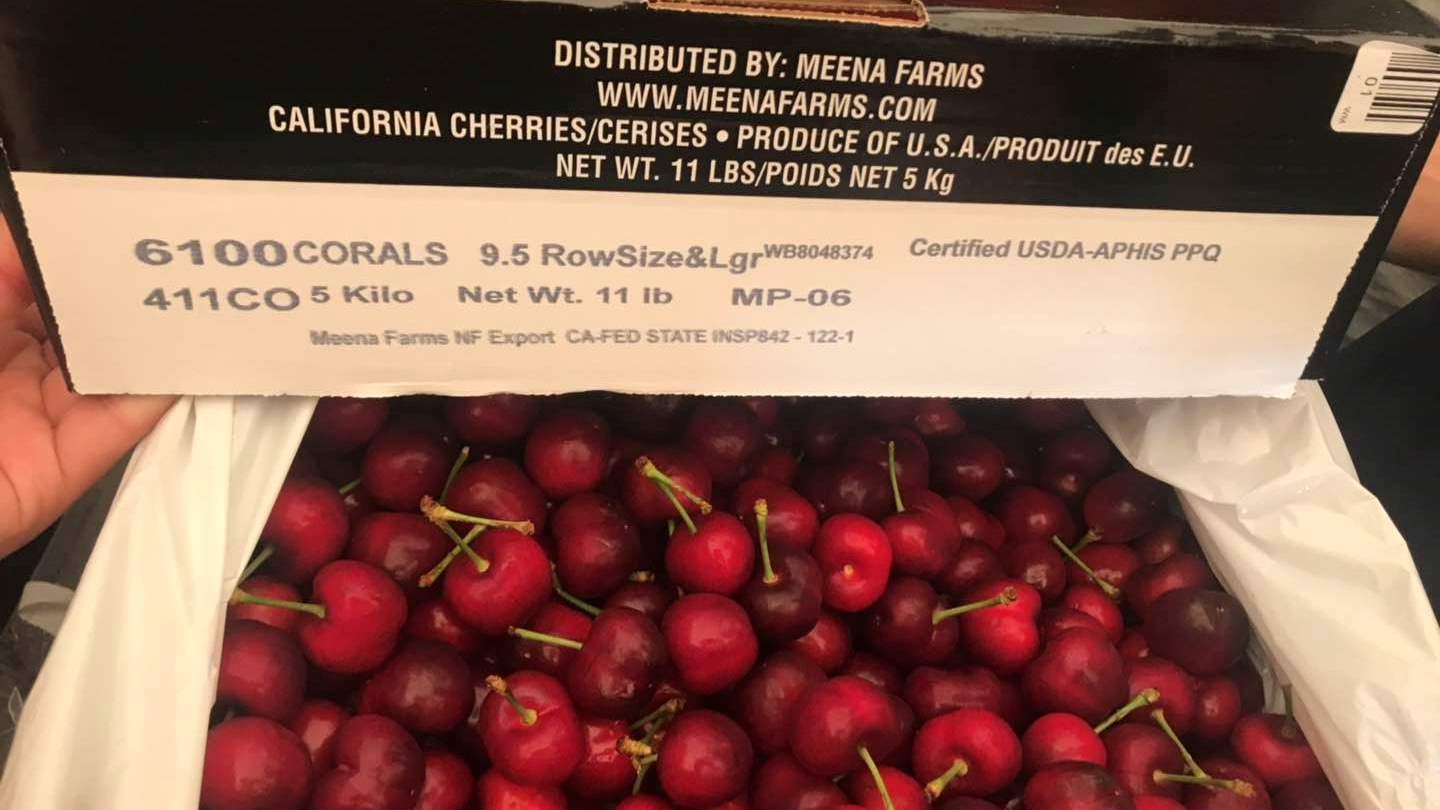 DISTRIBUTED BY: MEENA FARMS
WWW.MEENAFARMS.COM
CALIFORNIA CHERRIES/CERISES • PRODUCE OF U.S.A./PRODUIT des E.U.
NET WT. 11 LBS/POIDS NET 5 Kg
01
6100 CORALS 9.5 RowSize&Lgr WB8048374 Certified USDA-APHIS PPQ
411CO 5 Kilo Net Wt. 11 lb MP-06
Meena Farms NF Export CA-FED STATE INSP842 - 122-1